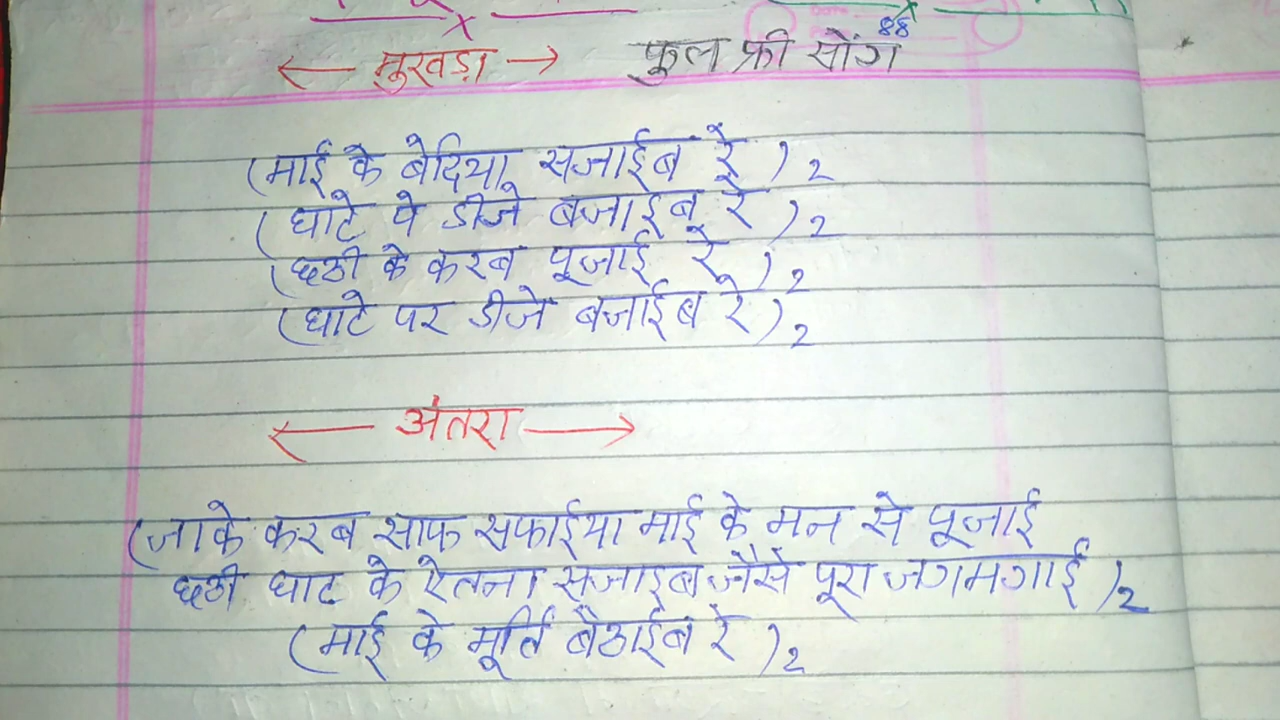 ← मुखड़ा → फुल फ्री सोंग 88
(माई के बेदिया सजाईब रे )2
(घाटे पे डीजे बजाईब रे )2
(छठी के करब पूजाई रे )2
(घाटे पर डीजे बजाईब रे)2
← अंतरा →
(जाके करब साफ सफाईया माई के मन से पूजाई
छठी घाट के ऐतना सजाइब जैसे पूरा जगमगाई )2
(माई के मूर्ति बैठाईब रे )2